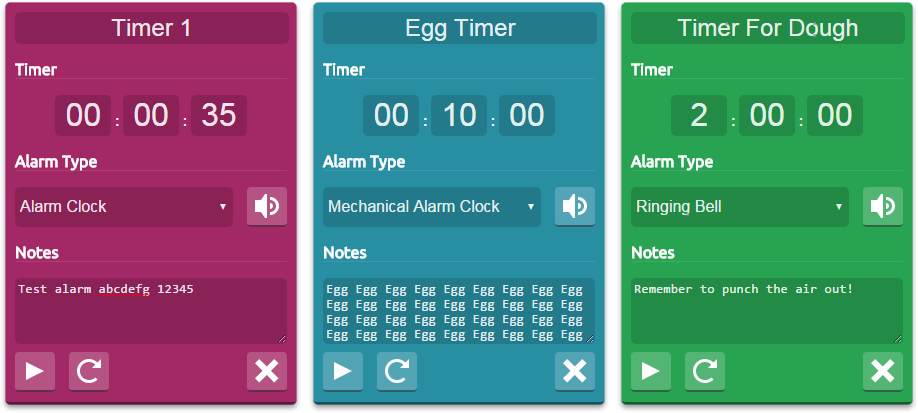 Timer 1
Timer
00 : 00 : 35
Alarm Type
Alarm Clock
Notes
Test alarm abcdefg 12345
Egg Timer
Timer
00 : 10 : 00
Alarm Type
Mechanical Alarm Clock
Notes
Egg Egg Egg Egg Egg Egg Egg Egg Egg
Egg Egg Egg Egg Egg Egg Egg Egg Egg
Egg Egg Egg Egg Egg Egg Egg Egg Egg
Egg Egg Egg Egg Egg Egg Egg Egg Egg
Timer For Dough
Timer
2 : 00 : 00
Alarm Type
Ringing Bell
Notes
Remember to punch the air out!